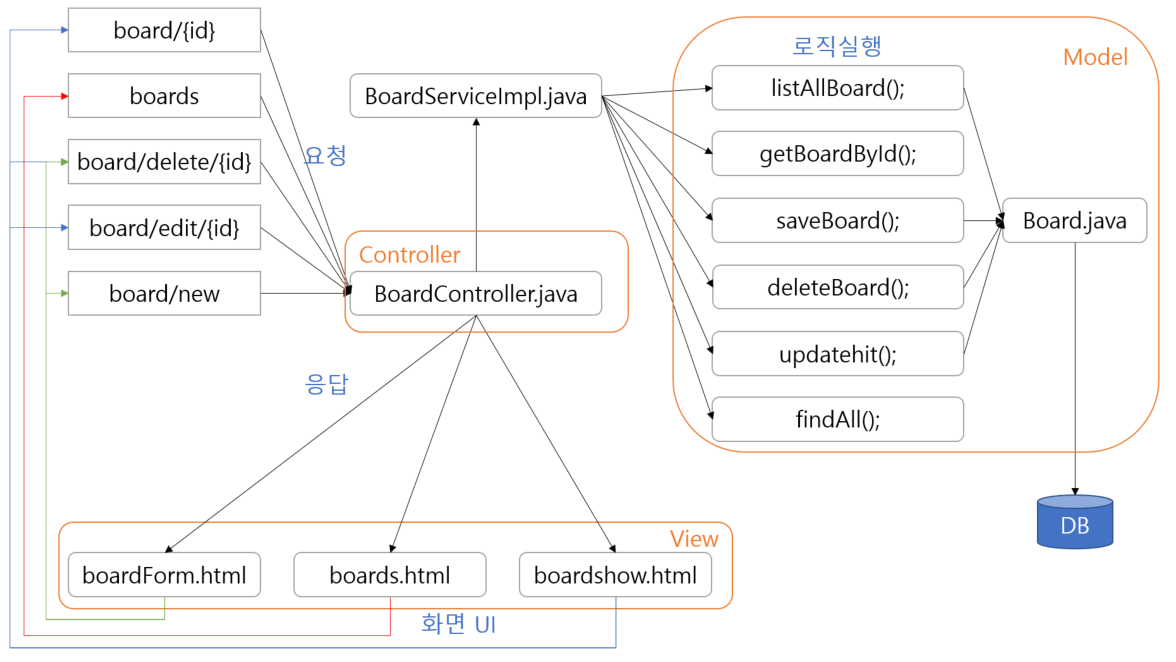 board/{id}
boards
board/delete/{id}
board/edit/{id}
board/new
요청
BoardServiceImpl.java
Controller
BoardController.java
응답
로직실행
Model
listAllBoard();
getBoardById();
saveBoard();
deleteBoard();
updatehit();
findAll();
Board.java
DB
View
boardForm.html
boards.html
boardshow.html
화면 UI